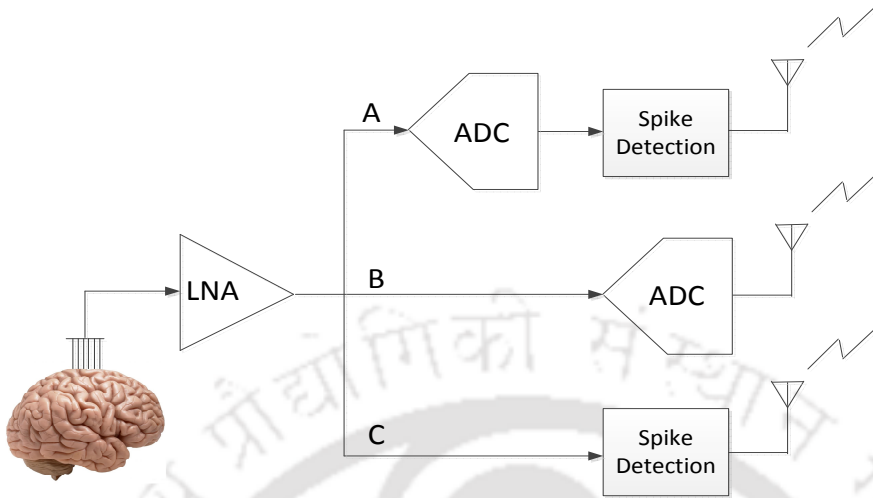 A
ADC
Spike
Detection
LNA
B
ADC
C
Spike
Detection